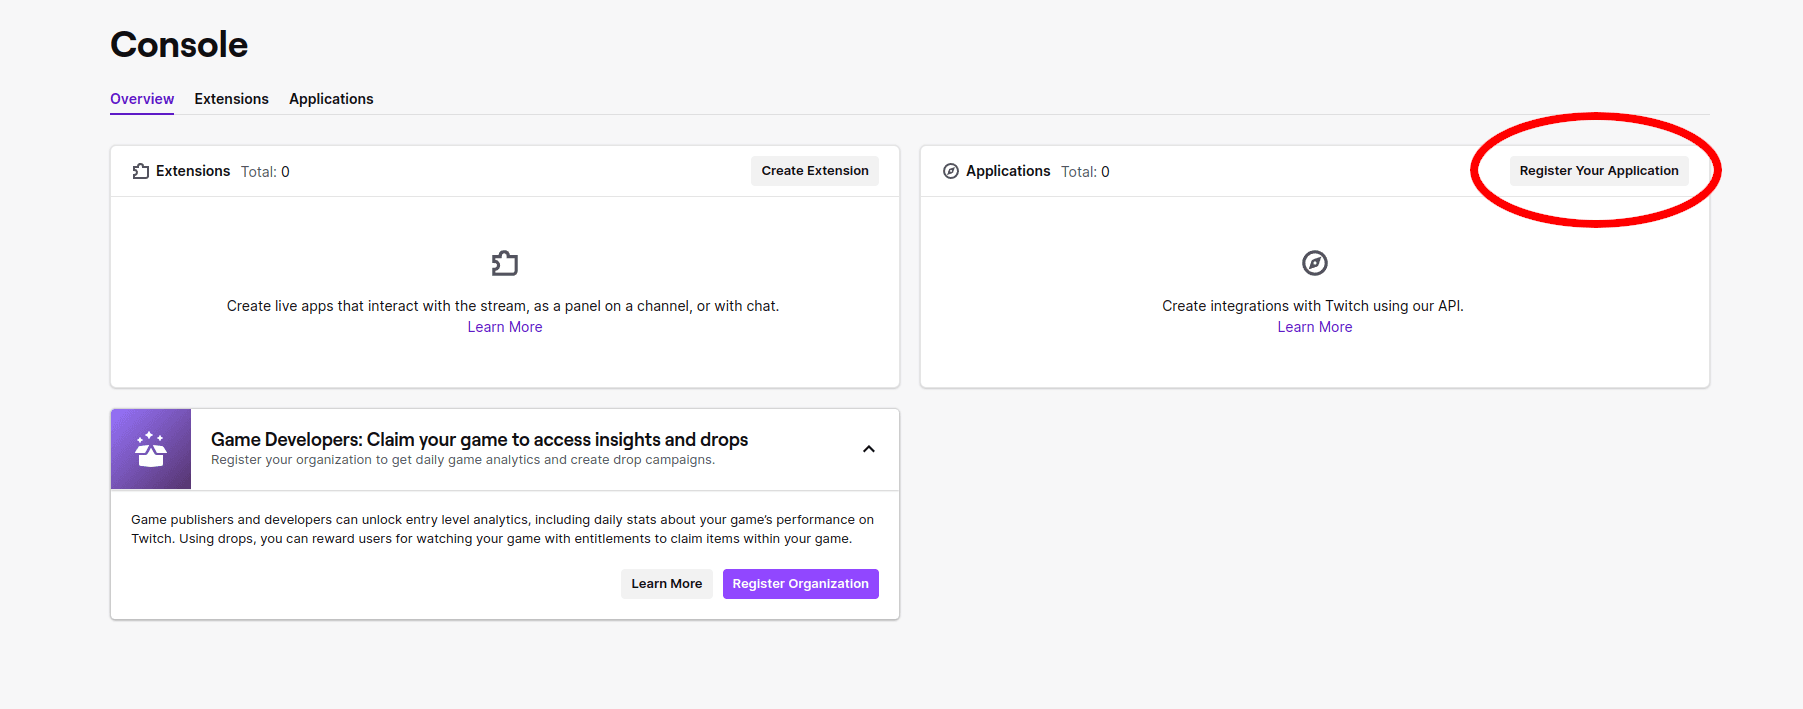 Console
Overview Extensions Applications
Extensions Total: 0 Create Extension
Create live apps that interact with the stream, as a panel on a channel, or with chat.
Learn More
Applications Total: 0 Register Your Application
Create integrations with Twitch using our API.
Learn More
Game Developers: Claim your game to access insights and drops
Register your organization to get daily game analytics and create drop campaigns.
Game publishers and developers can unlock entry level analytics, including daily stats about your game’s performance on
Twitch. Using drops, you can reward users for watching your game with entitlements to claim items within your game.
Learn More Register Organization